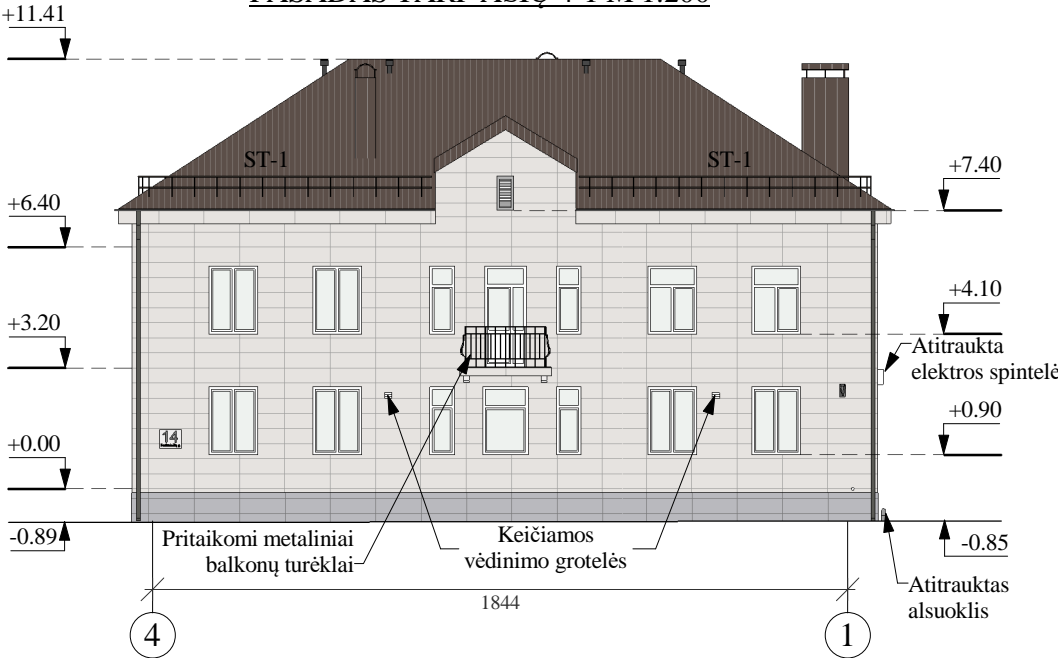 FASADAS TARP AŠIŲ 4-1 M 1:200
+11.41
ST-1
ST-1
+7.40
+6.40
+4.10
+3.20
Atitraukta
elektros spintelė
+0.90
14
+0.00
-0.89
Pritaikomi metaliniai
balkonų turėklai
Keičiamos
vėdinimo grotelės
-0.85
Atitrauktas
alsuoklis
1844
4
1